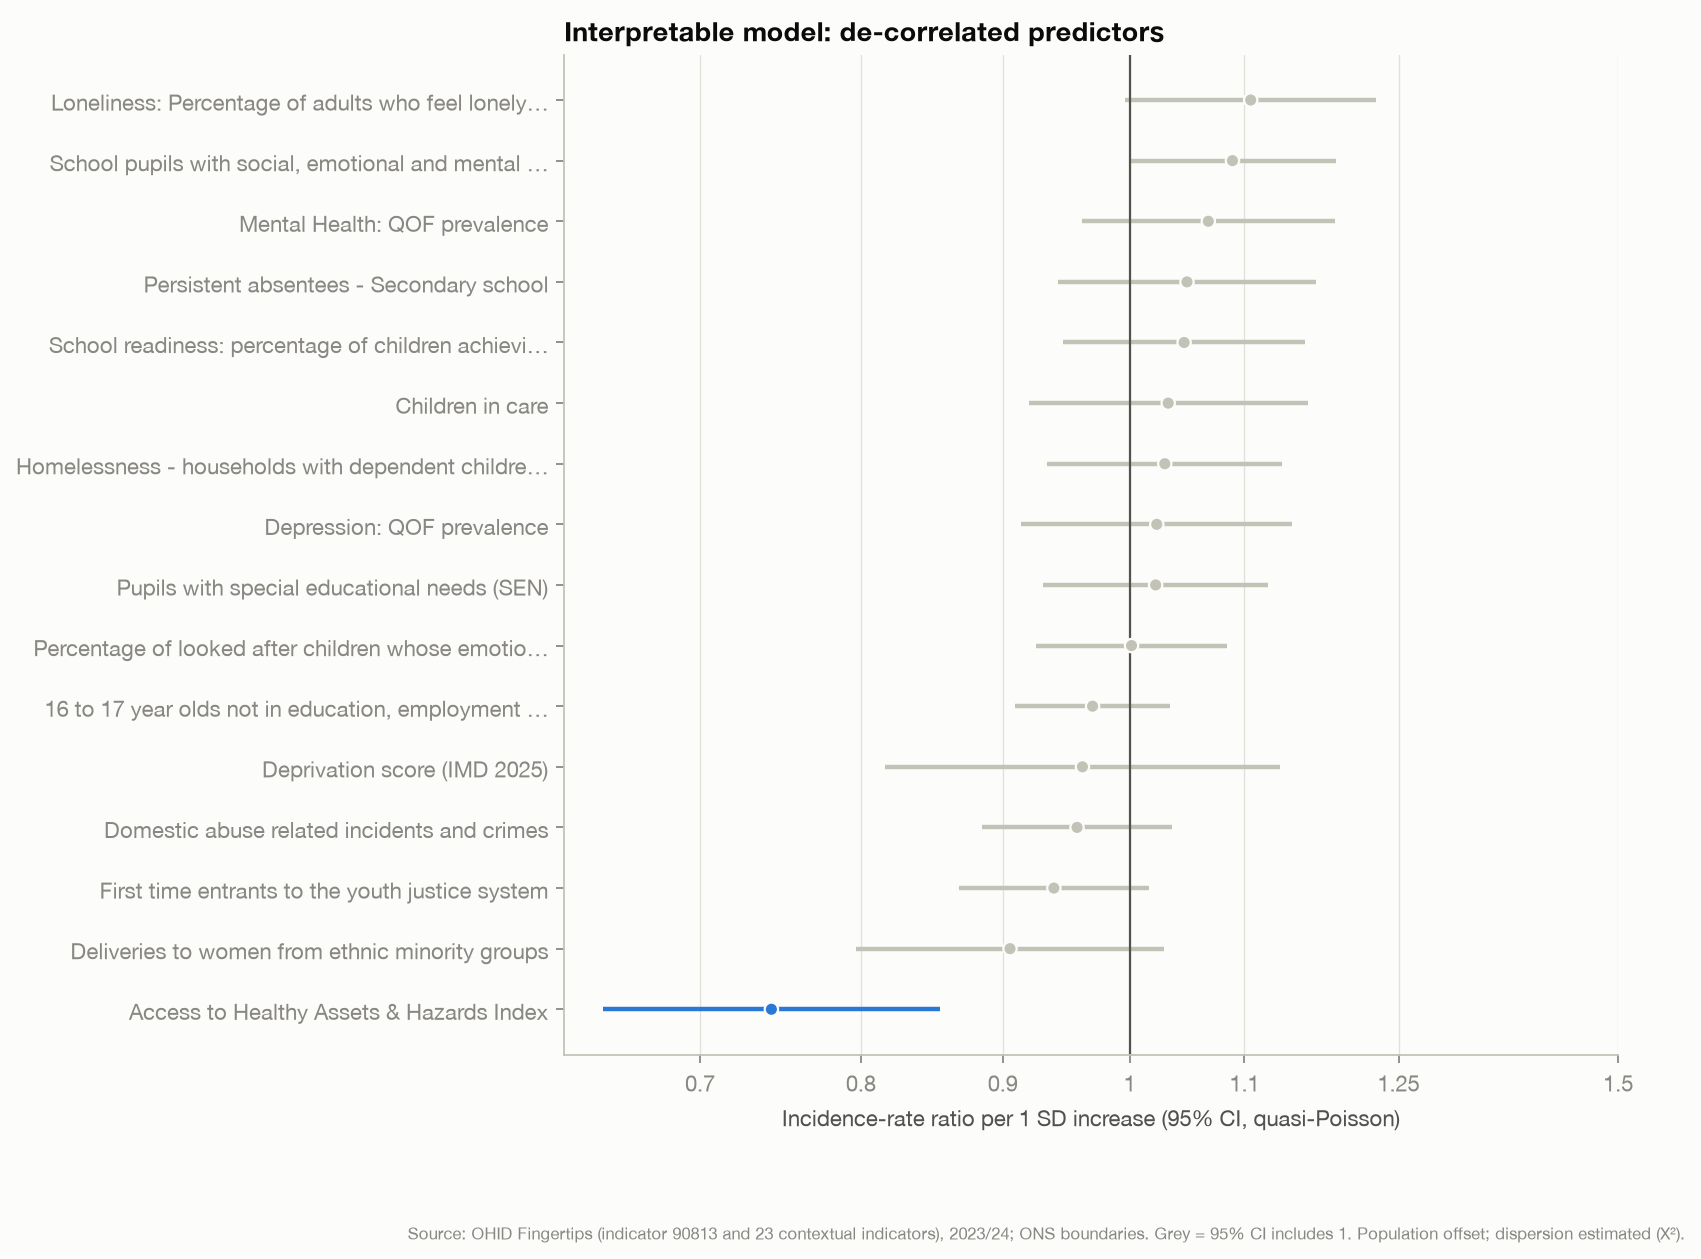 Interpretable model: de-correlated predictors
Loneliness: Percentage of adults who feel lonely…
School pupils with social, emotional and mental …
Mental Health: QOF prevalence
Persistent absentees - Secondary school
School readiness: percentage of children achievi…
Children in care
Homelessness - households with dependent childre…
Depression: QOF prevalence
Pupils with special educational needs (SEN)
Percentage of looked after children whose emotio…
16 to 17 year olds not in education, employment …
Deprivation score (IMD 2025)
Domestic abuse related incidents and crimes
First time entrants to the youth justice system
Deliveries to women from ethnic minority groups
Access to Healthy Assets & Hazards Index
0.7 0.8 0.9 1 1.1 1.25 1.5
Incidence-rate ratio per 1 SD increase (95% CI, quasi-Poisson)
Source: OHID Fingertips (indicator 90813 and 23 contextual indicators), 2023/24; ONS boundaries. Grey = 95% CI includes 1. Population offset; dispersion estimated (X²).